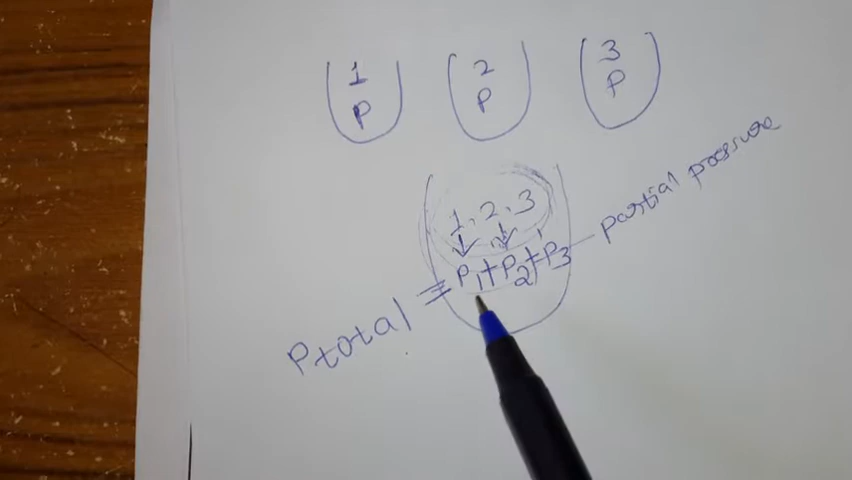 1 2 3
P P P
1, 2, 3
Ptotal = P1 + P2 + P3 - partial pressure